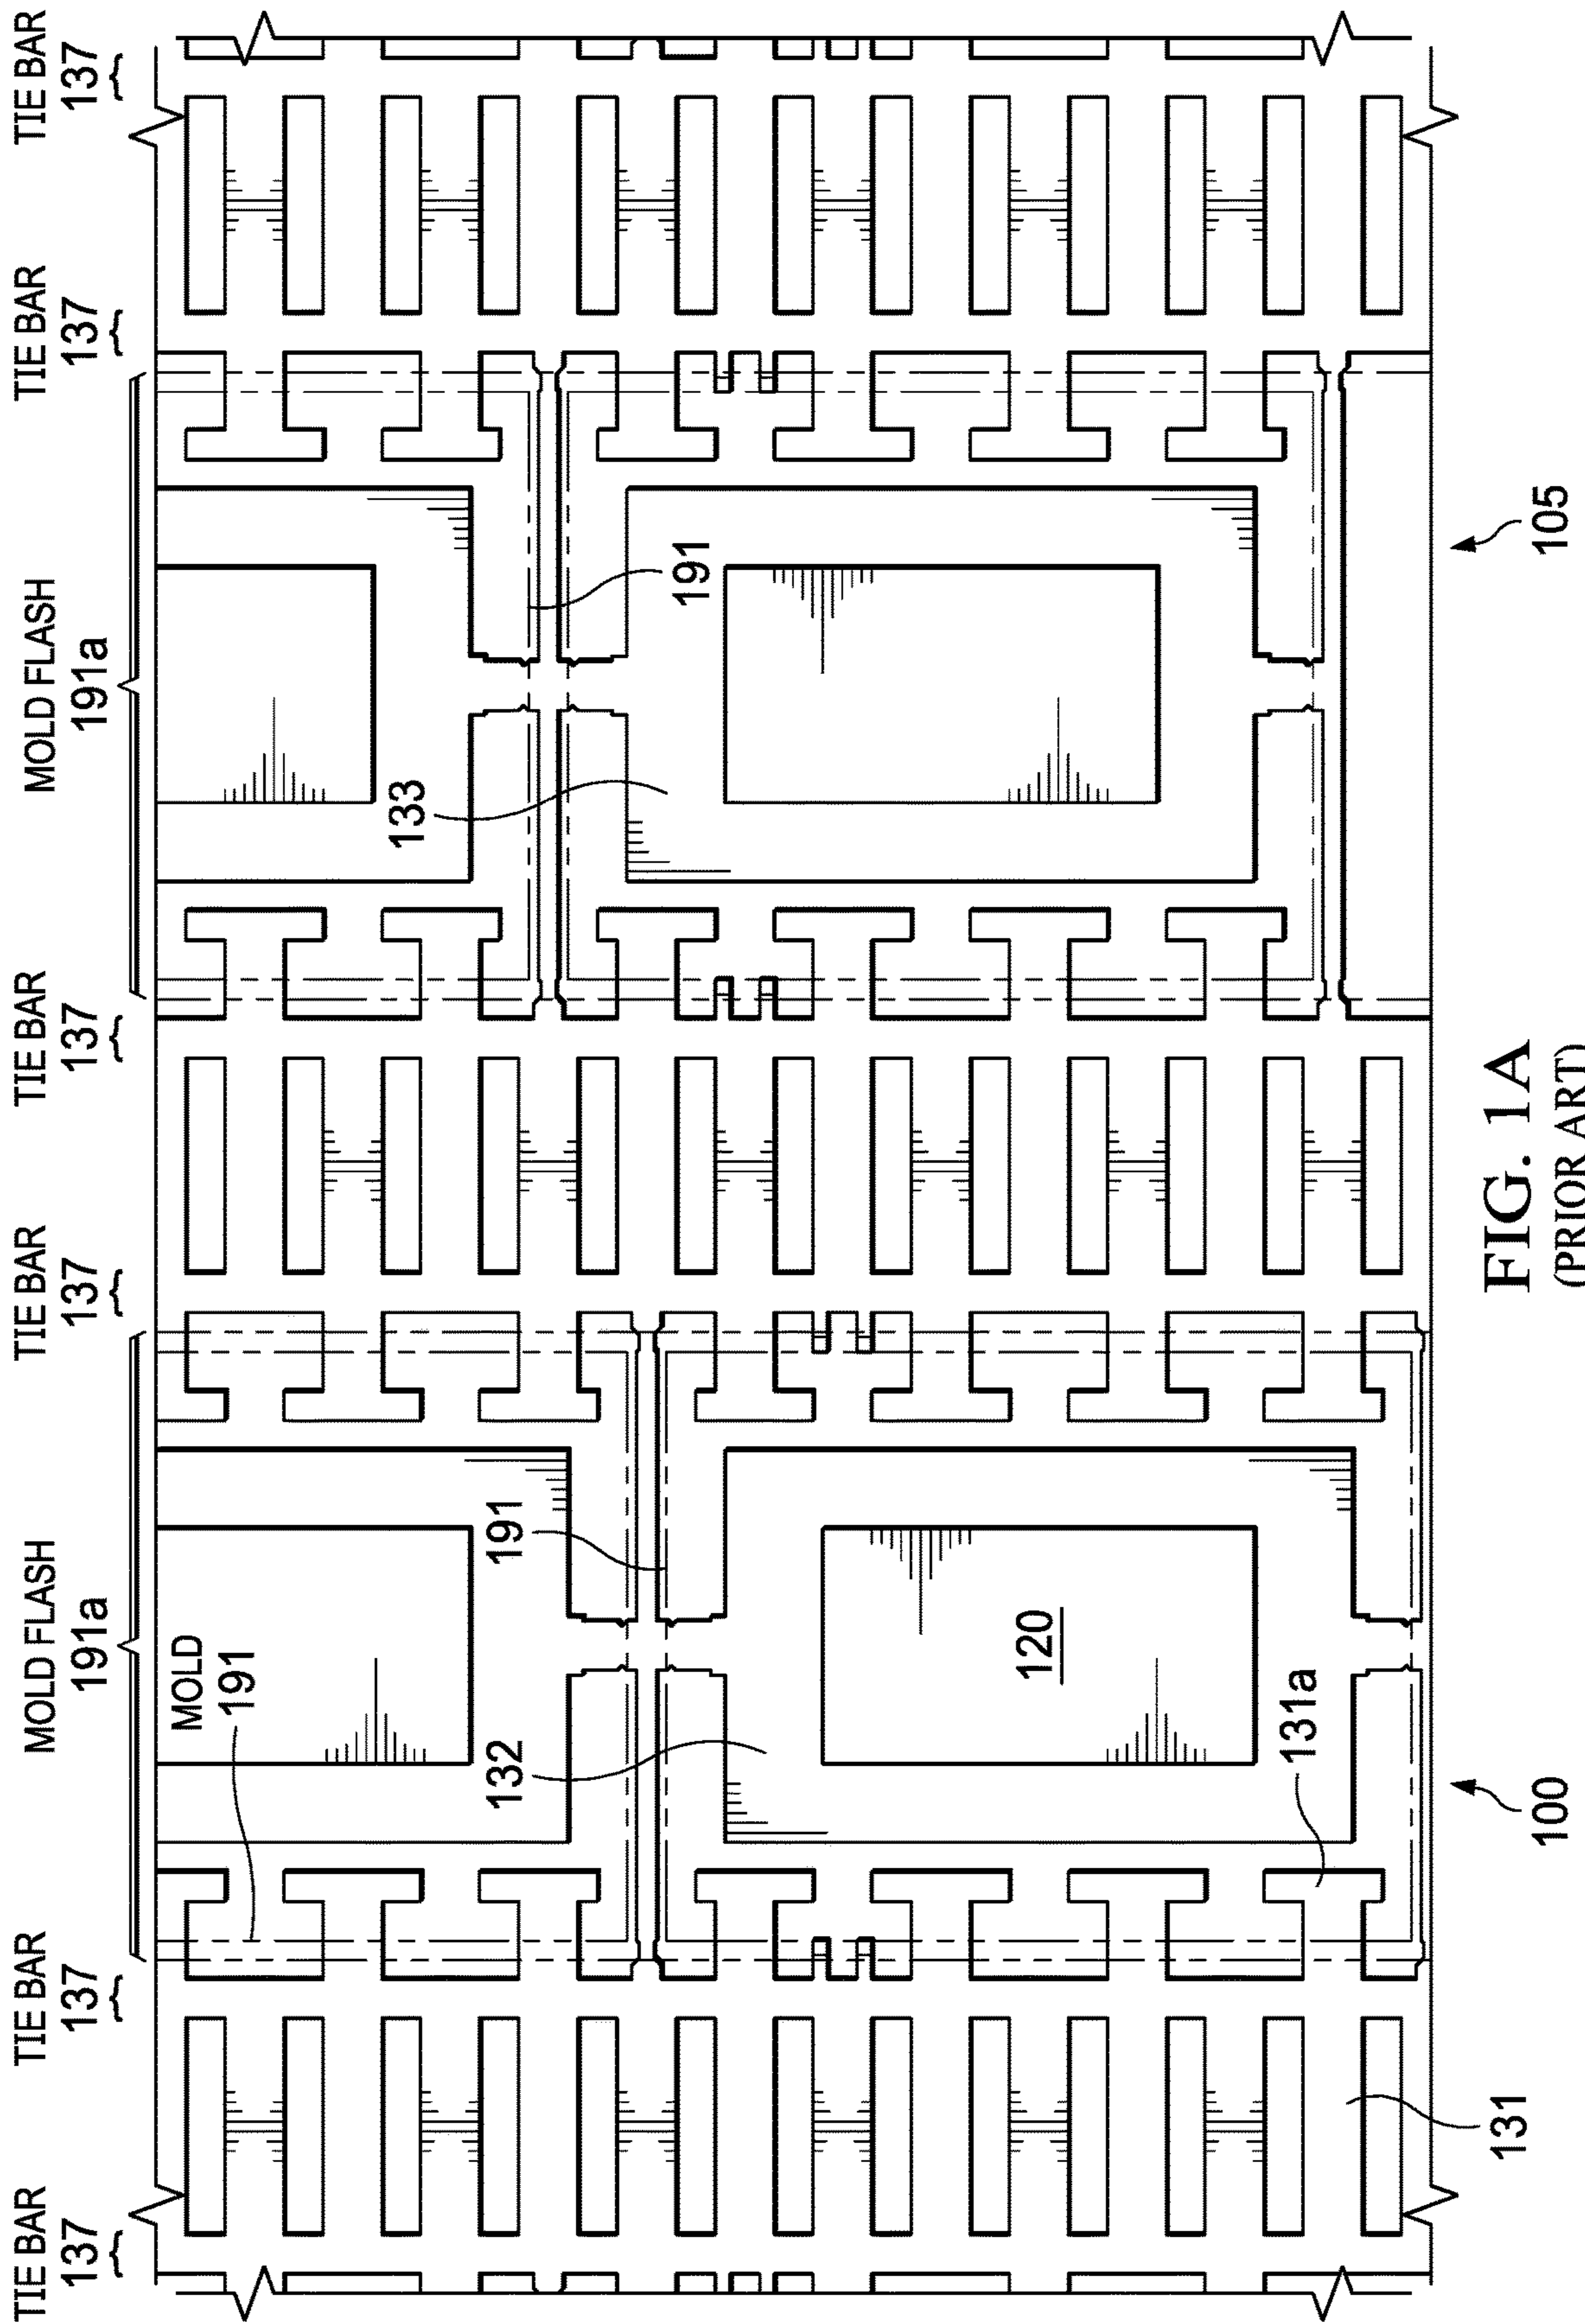 TIE BAR
137
TIE BAR
137
MOLD FLASH
191a
TIE BAR
137
TIE BAR
137
MOLD FLASH
191a
TIE BAR
137
TIE BAR
137
MOLD
191
132
191
133
191
120
131a
131
100
105
FIG. 1A
(PRIOR ART)